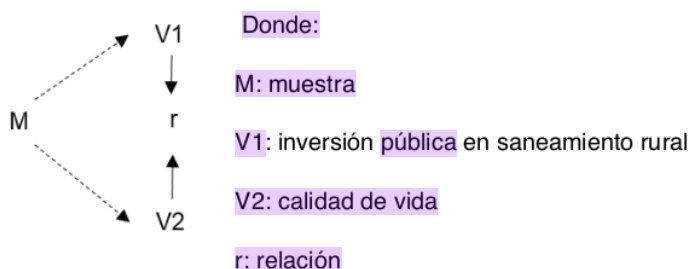 V1
Donde:
M: muestra
M
r
V1: inversión pública en saneamiento rural
V2
V2: calidad de vida
r: relación